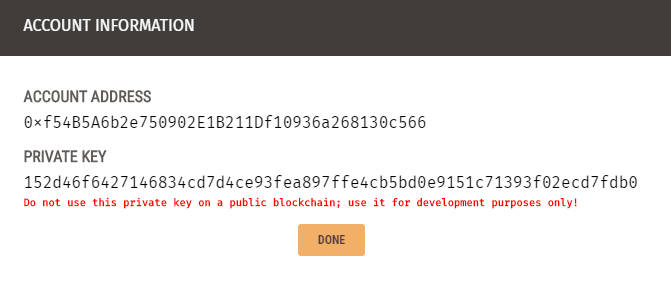 ACCOUNT INFORMATION
ACCOUNT ADDRESS
0×f54B5A6b2e750902E1B211Df10936a268130c566
PRIVATE KEY
152d46f6427146834cd7d4ce93fea897ffe4cb5bd0e9151c71393f02ecd7fdb0
Do not use this private key on a public blockchain; use it for development purposes only!
DONE